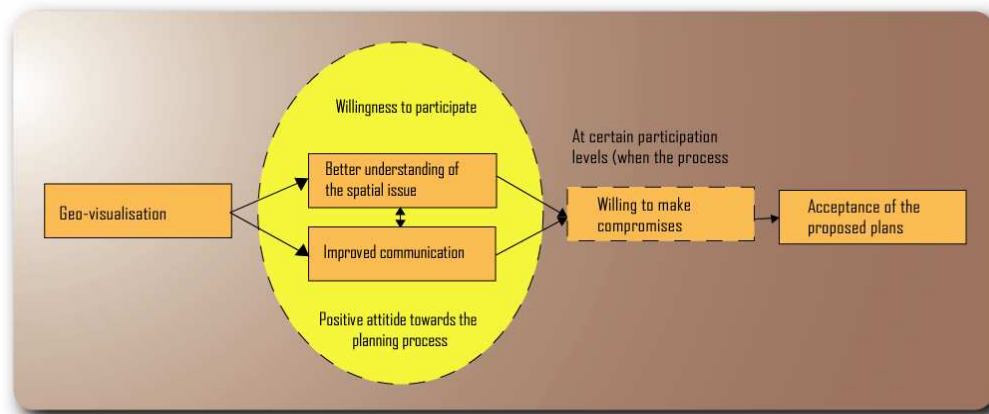 Willingness to participate
At certain participation
levels (when the process
Better understanding of
the spatial issue
Geo-visualisation
Willing to make
compromises
Acceptance of the
proposed plans
Improved communication
Positive attitide towards the
planning process